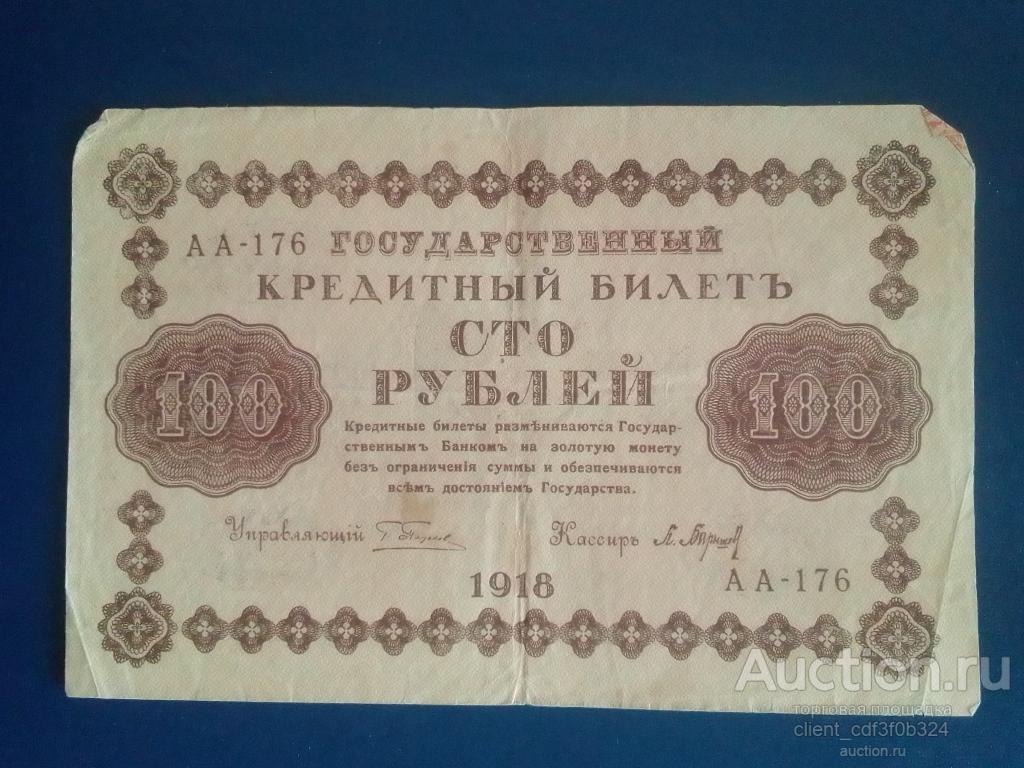 АА-176 ГОСУДАРСТВЕННЫЙ
КРЕДИТНЫЙ БИЛЕТЪ
СТО
РУБЛЕЙ
100
100
Кредитные билеты размѣниваются Государ-
ственнымъ Банкомъ на золотую монету
безъ ограниченія суммы и обезпечиваются
всѣмъ достояніемъ Государства.
Управляющій
Кассиръ
1918
АА-176
Auction.ru
торговая площадка
client_cdf3f0b324
auction.ru